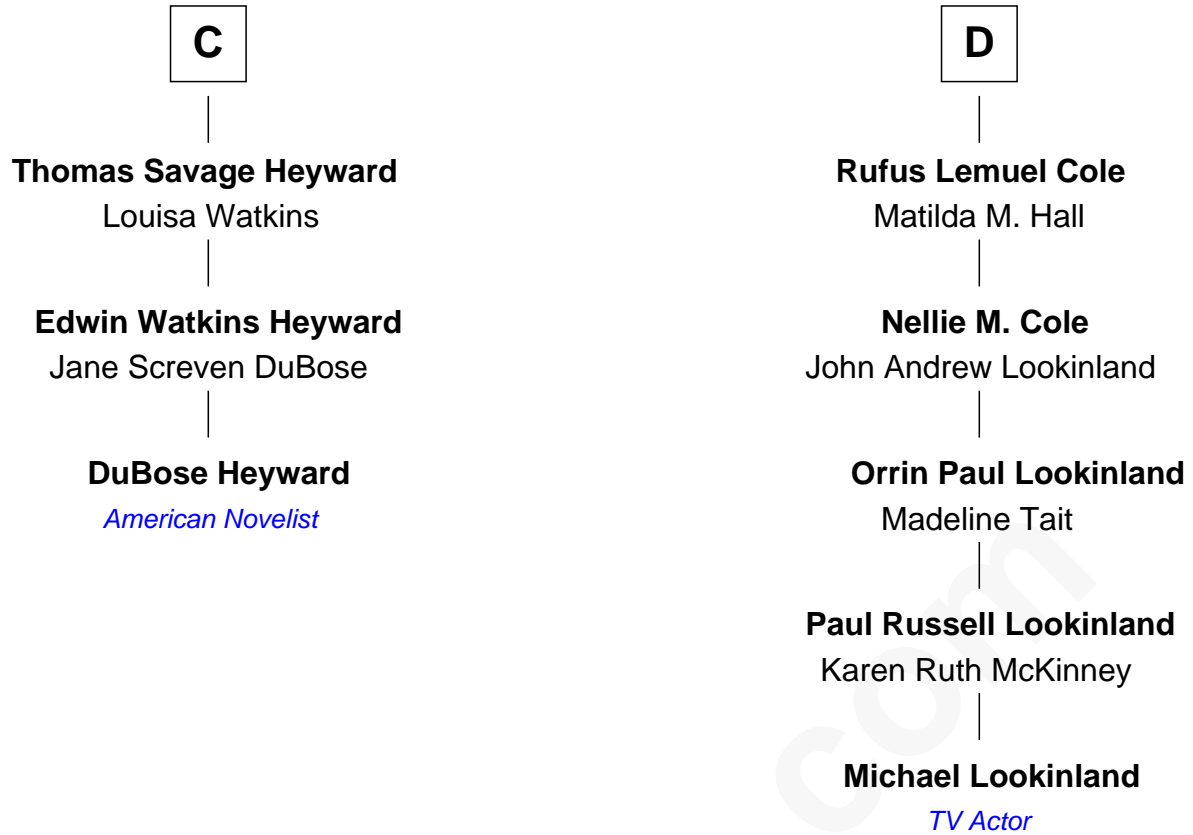 C
Thomas Savage Heyward
Louisa Watkins
Edwin Watkins Heyward
Jane Screven DuBose
DuBose Heyward
American Novelist
D
Rufus Lemuel Cole
Matilda M. Hall
Nellie M. Cole
John Andrew Lookinland
Orrin Paul Lookinland
Madeline Tait
Paul Russell Lookinland
Karen Ruth McKinney
Michael Lookinland
TV Actor
com